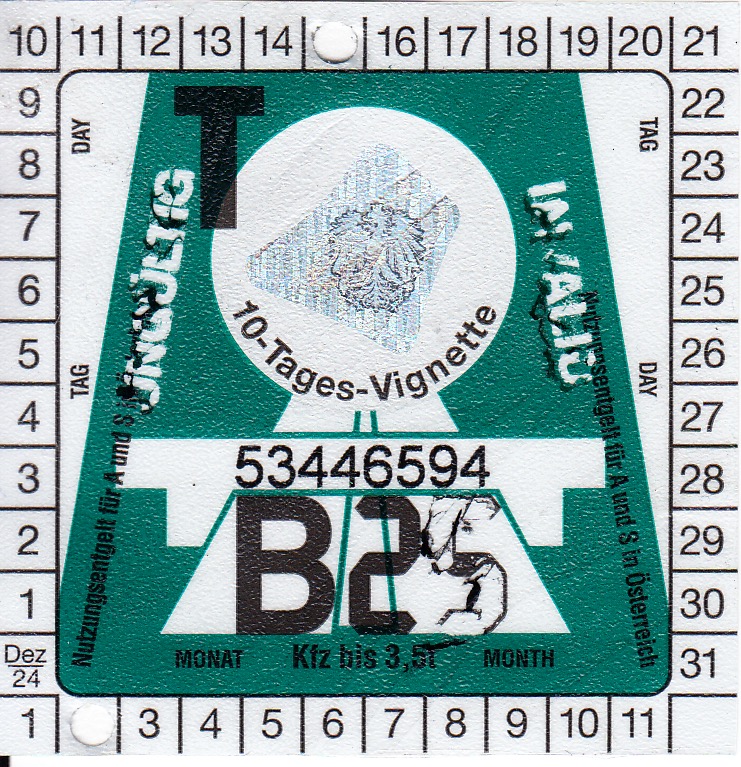 10 11 12 13 14 16 17 18 19 20 21
9 22
8 23
7 24
6 25
5 26
4 27
3 28
2 29
1 30
Dez 24 31
1 3 4 5 6 7 8 9 10 11
DAY
TAG
TAG
DAY
T
UNGÜLTIG
INVALID
10-Tages-Vignette
Nutzungsentgelt für A und S in
Nutzungsentgelt für A und S in Österreich
53446594
B25
MONAT Kfz bis 3,5t MONTH